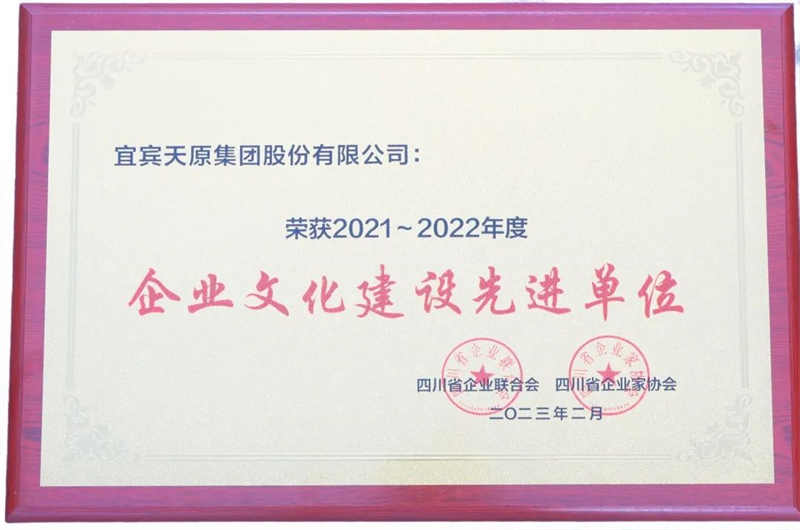 宜宾天原集团股份有限公司：
荣获2021～2022年度
企业文化建设先进单位
四川省企业联合会 四川省企业家协会
二〇二三年二月